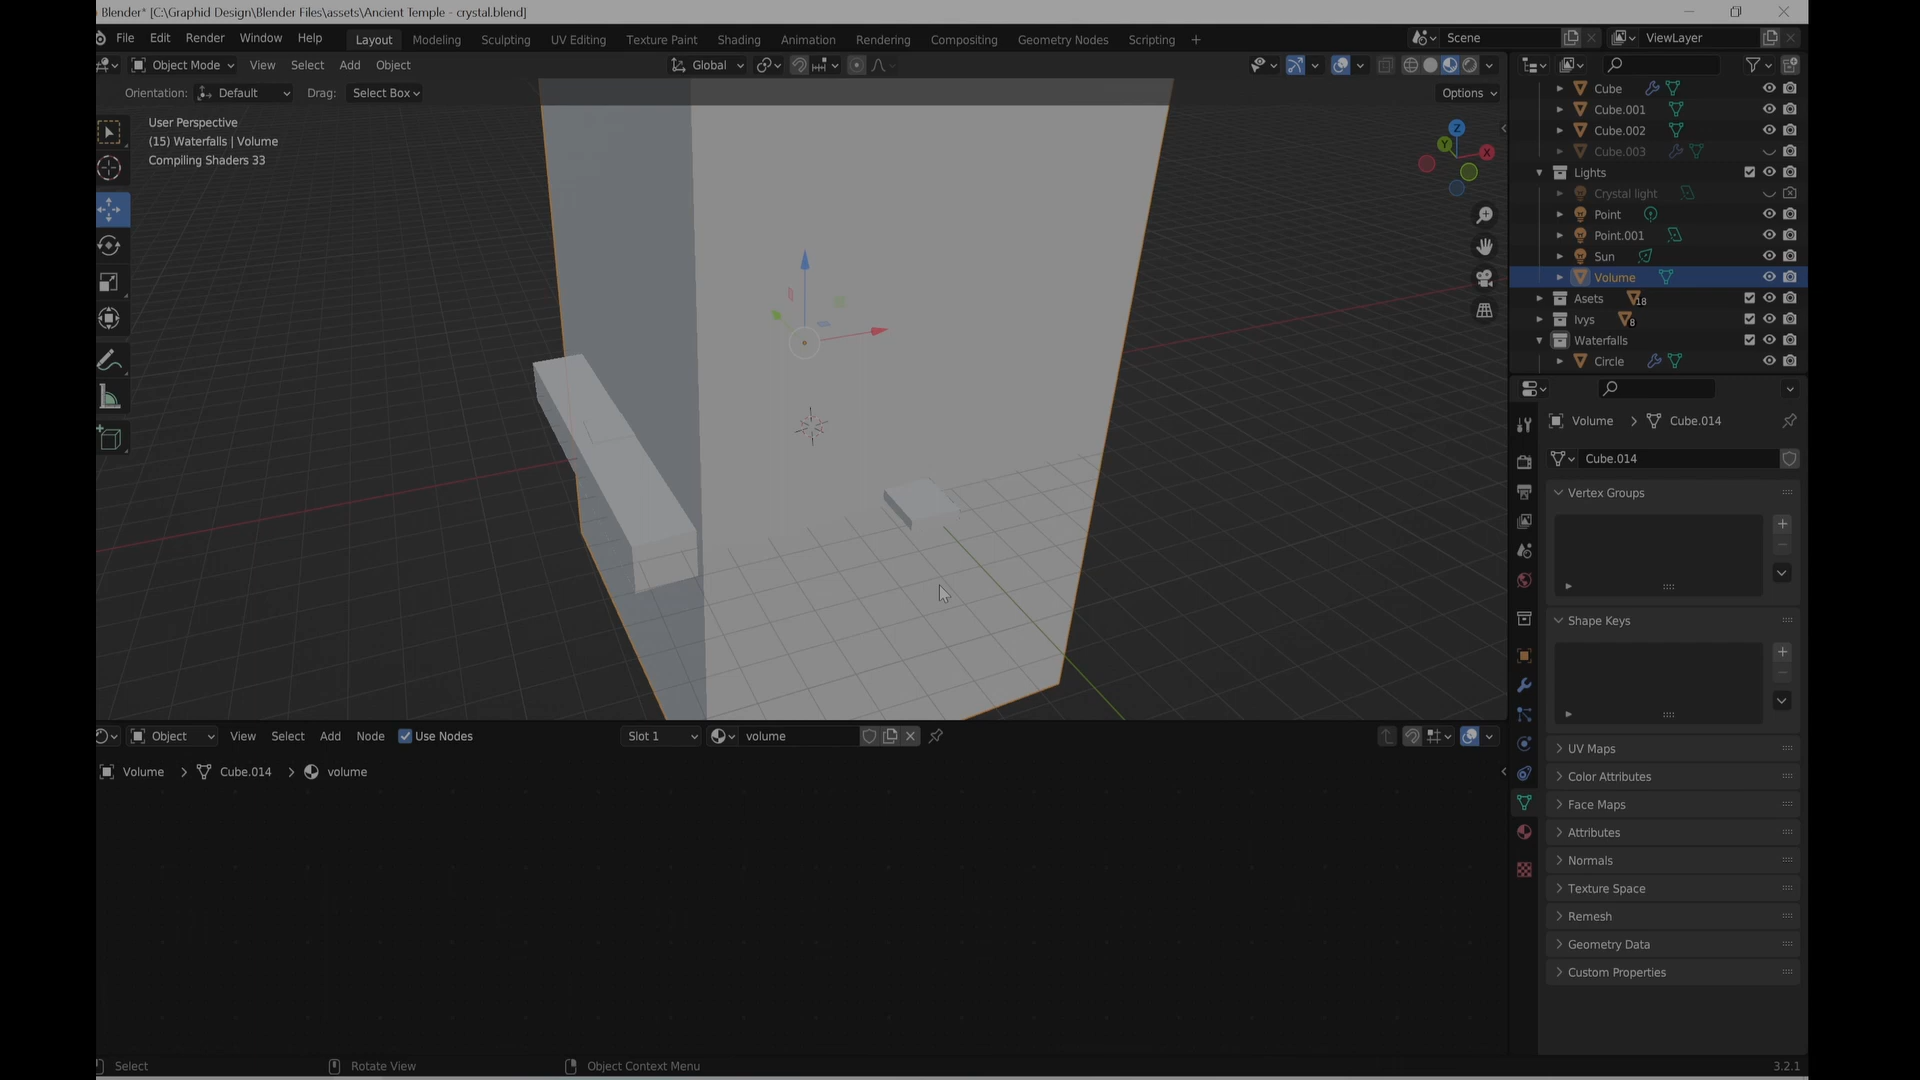 Blender* [C:\Graphid Design\Blender Files\assets\Ancient Temple - crystal.blend]
File Edit Render Window Help Layout Modeling Sculpting UV Editing Texture Paint Shading Animation Rendering Compositing Geometry Nodes Scripting + Scene ViewLayer
Object Mode View Select Add Object Global
Orientation: Default Drag: Select Box Options
User Perspective
(15) Waterfalls | Volume
Compiling Shaders 33
Z
Y
X
Cube
Cube.001
Cube.002
Cube.003
Lights
Crystal light
Point
Point.001
Sun
Volume
Asets 18
Ivys 8
Waterfalls
Circle
Volume > Cube.014
Cube.014
Vertex Groups
Shape Keys
UV Maps
Color Attributes
Face Maps
Attributes
Normals
Texture Space
Remesh
Geometry Data
Custom Properties
Object View Select Add Node Use Nodes Slot 1 volume
Volume > Cube.014 > volume
Select Rotate View Object Context Menu 3.2.1